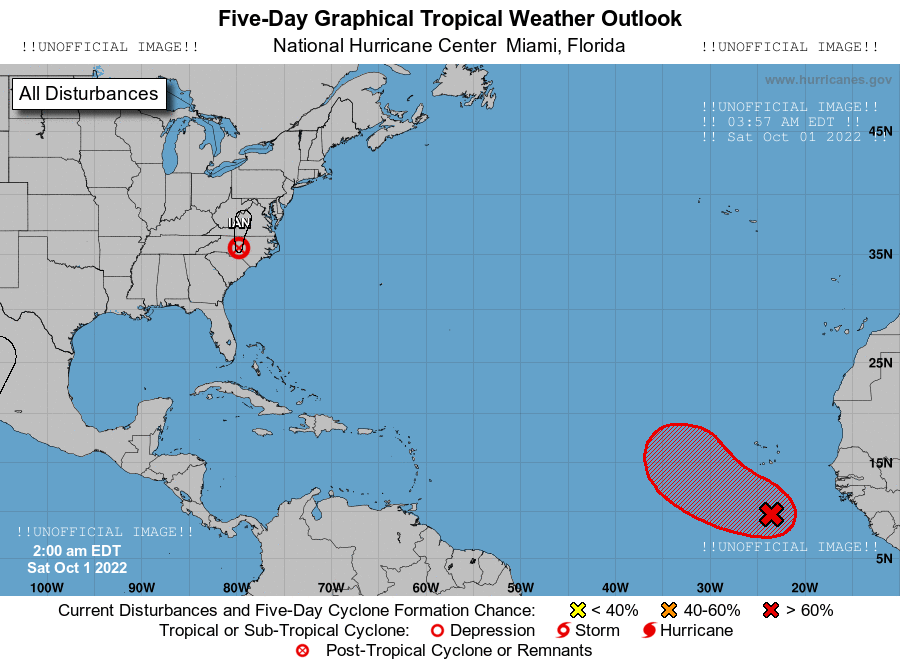 Five-Day Graphical Tropical Weather Outlook
!!UNOFFICIAL IMAGE!! National Hurricane Center Miami, Florida !!UNOFFICIAL IMAGE!!
www.hurricanes.gov
All Disturbances
!!UNOFFICIAL IMAGE!!
!! 03:57 AM EDT !!
45N
!! Sat Oct 01 2022 !!
IAN
35N
25N
15N
!!UNOFFICIAL IMAGE!!
!!UNOFFICIAL IMAGE!!
2:00 am EDT
5N
Sat Oct 1 2022
100W 90W 80W 70W 60W 50W 40W 30W 20W
Current Disturbances and Five-Day Cyclone Formation Chance: < 40% 40-60% > 60%
Tropical or Sub-Tropical Cyclone: Depression Storm Hurricane
Post-Tropical Cyclone or Remnants